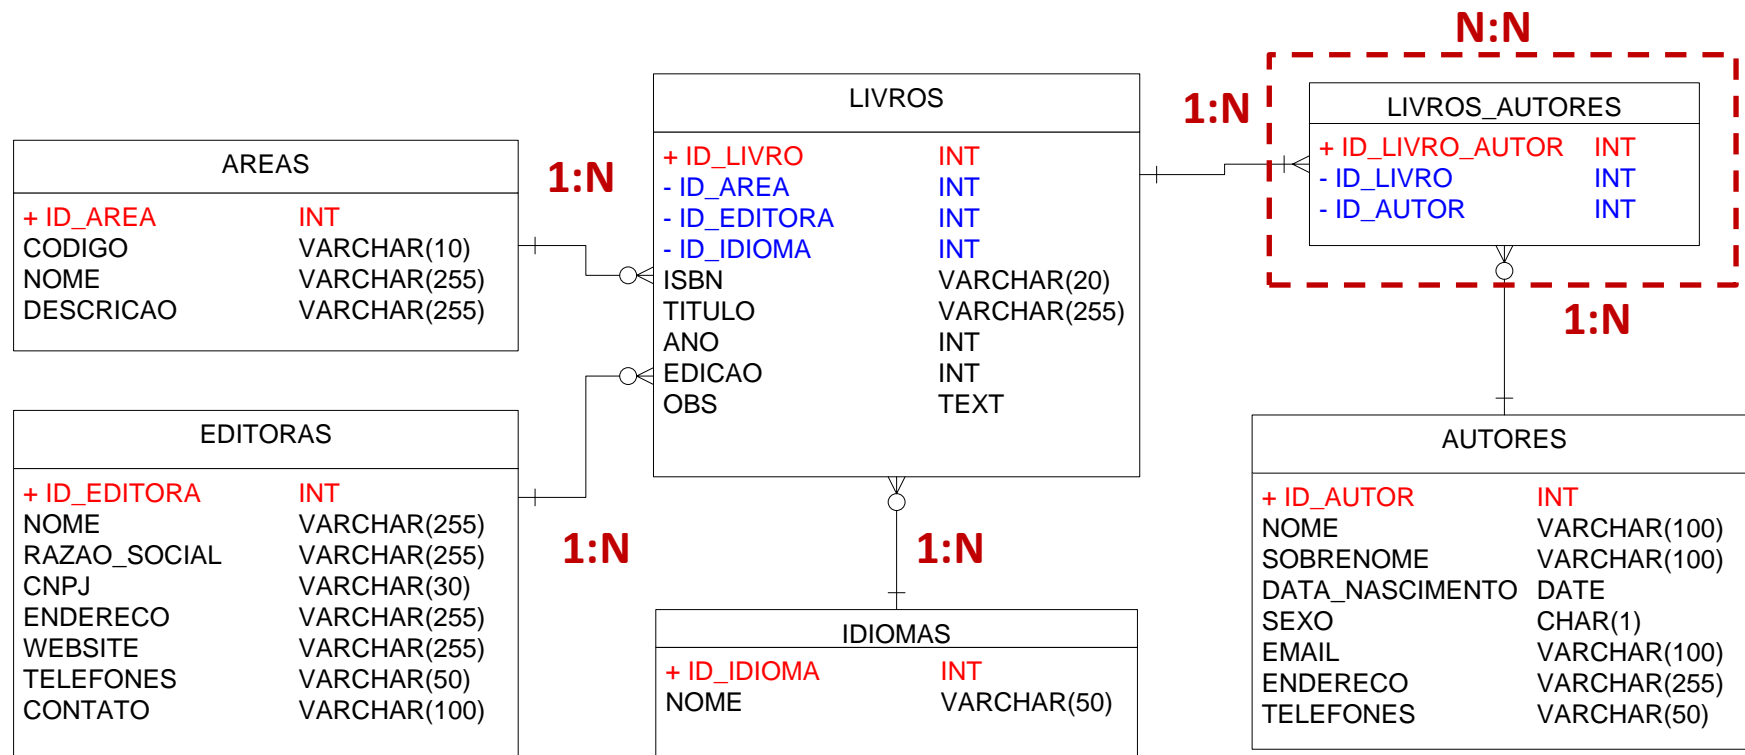 AREAS
+ ID_AREA INT
CODIGO VARCHAR(10)
NOME VARCHAR(255)
DESCRICAO VARCHAR(255)
1:N
EDITORAS
+ ID_EDITORA INT
NOME VARCHAR(255)
RAZAO_SOCIAL VARCHAR(255)
CNPJ VARCHAR(30)
ENDERECO VARCHAR(255)
WEBSITE VARCHAR(255)
TELEFONES VARCHAR(50)
CONTATO VARCHAR(100)
1:N
LIVROS
+ ID_LIVRO INT
- ID_AREA INT
- ID_EDITORA INT
- ID_IDIOMA INT
ISBN VARCHAR(20)
TITULO VARCHAR(255)
ANO INT
EDICAO INT
OBS TEXT
1:N
IDIOMAS
+ ID_IDIOMA INT
NOME VARCHAR(50)
1:N
N:N
LIVROS_AUTORES
+ ID_LIVRO_AUTOR INT
- ID_LIVRO INT
- ID_AUTOR INT
1:N
AUTORES
+ ID_AUTOR INT
NOME VARCHAR(100)
SOBRENOME VARCHAR(100)
DATA_NASCIMENTO DATE
SEXO CHAR(1)
EMAIL VARCHAR(100)
ENDERECO VARCHAR(255)
TELEFONES VARCHAR(50)